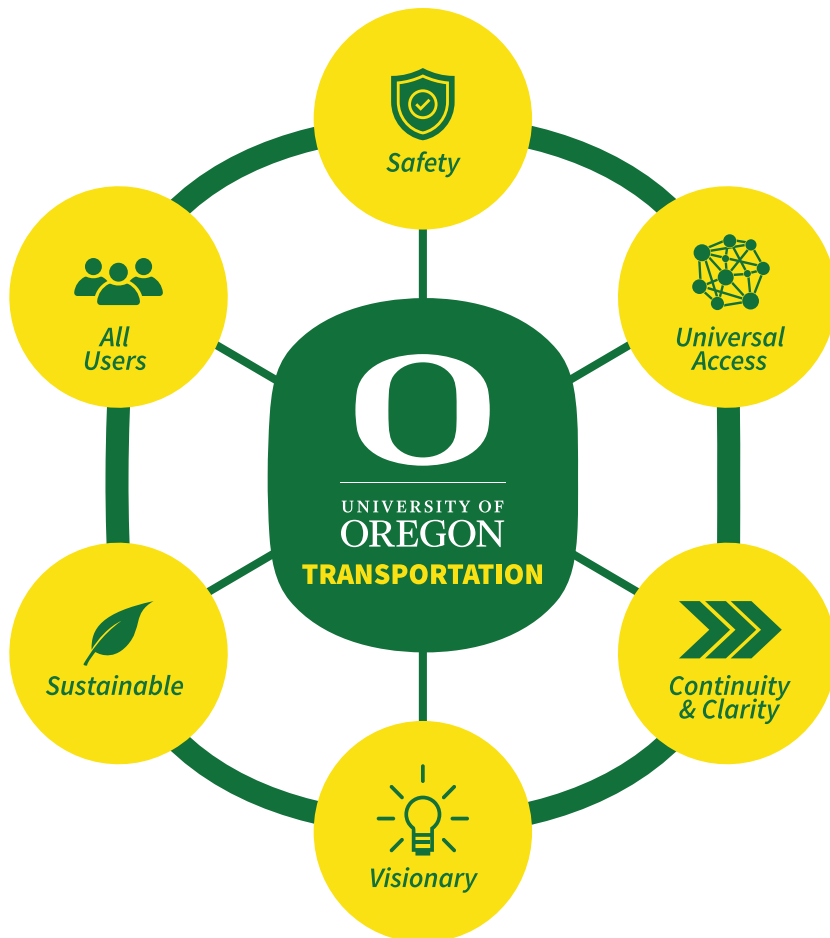 Safety
All
Users
Universal
Access
O
UNIVERSITY OF
OREGON
TRANSPORTATION
Sustainable
Continuity
& Clarity
Visionary